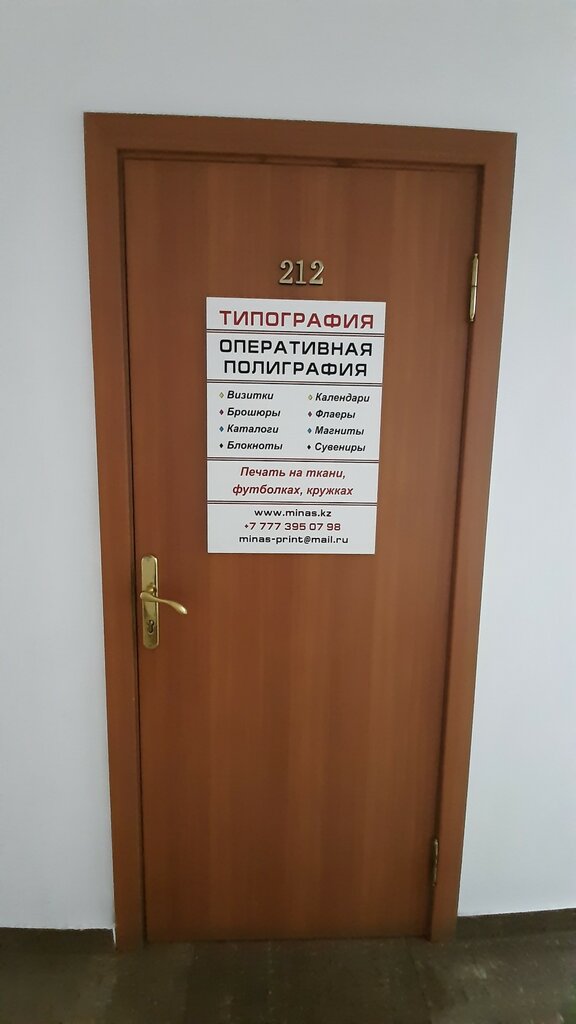 212
ТИПОГРАФИЯ
ОПЕРАТИВНАЯ
ПОЛИГРАФИЯ
Визитки
Брошюры
Каталоги
Блокноты
Календари
Флаеры
Магниты
Сувениры
Печать на ткани,
футболках, кружках
www.minas.kz
+7 777 395 07 98
minas-print@mail.ru